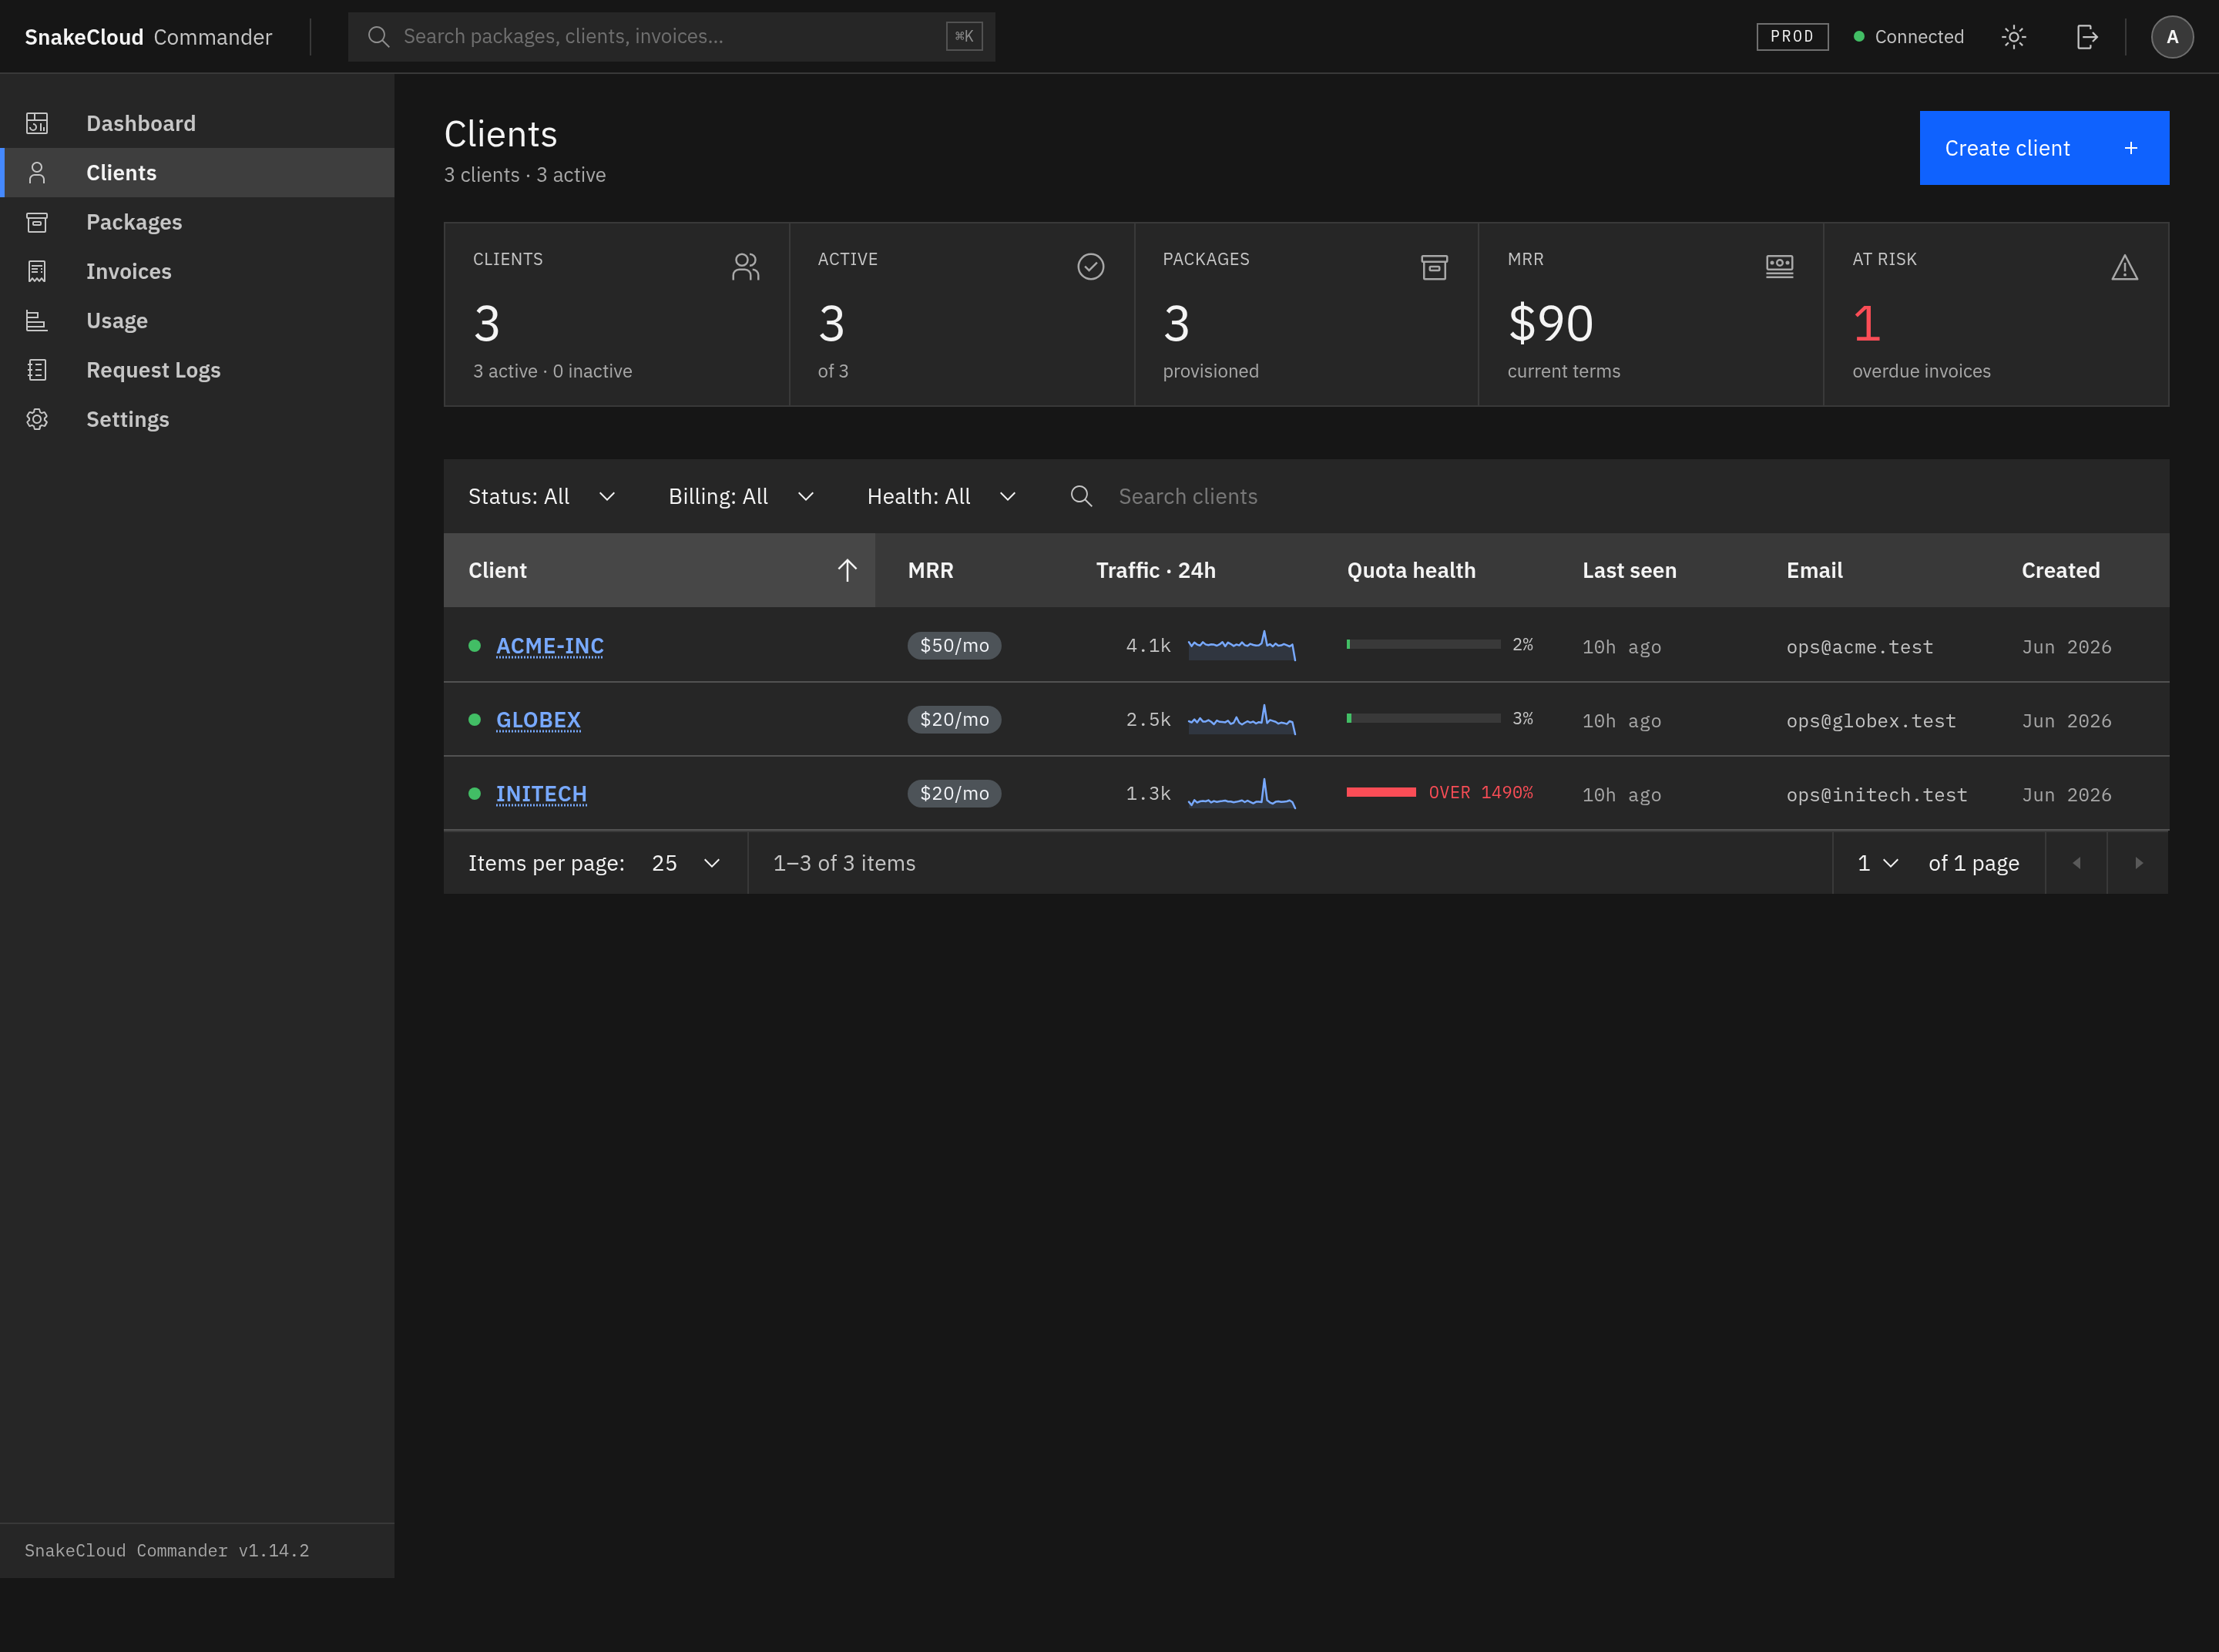 SnakeCloud Commander
Search packages, clients, invoices...
⌘K
PROD
Connected
A
Dashboard
Clients
Packages
Invoices
Usage
Request Logs
Settings
SnakeCloud Commander v1.14.2
Clients
3 clients · 3 active
Create client +
CLIENTS
3
3 active · 0 inactive
ACTIVE
3
of 3
PACKAGES
3
provisioned
MRR
$90
current terms
AT RISK
1
overdue invoices
Status: All
Billing: All
Health: All
Search clients
Client MRR Traffic · 24h Quota health Last seen Email Created
ACME-INC $50/mo 4.1k 2% 10h ago ops@acme.test Jun 2026
GLOBEX $20/mo 2.5k 3% 10h ago ops@globex.test Jun 2026
INITECH $20/mo 1.3k OVER 1490% 10h ago ops@initech.test Jun 2026
Items per page: 25 1–3 of 3 items 1 of 1 page